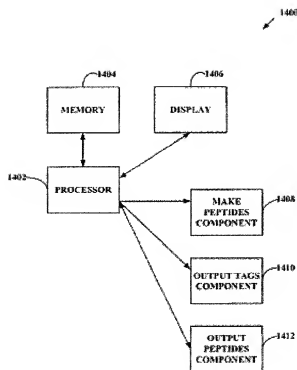 1400
1404
1406
MEMORY
DISPLAY
1402
PROCESSOR
1408
MAKE
PEPTIDES
COMPONENT
1410
OUTPUT TAGS
COMPONENT
1412
OUTPUT
PEPTIDES
COMPONENT